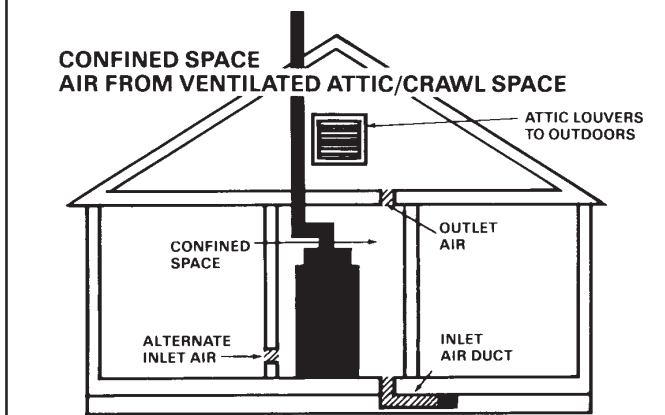 CONFINED SPACE
AIR FROM VENTILATED ATTIC/CRAWL SPACE
ATTIC LOUVERS
TO OUTDOORS
OUTLET
AIR
CONFINED
SPACE
ALTERNATE
INLET AIR
INLET
AIR DUCT